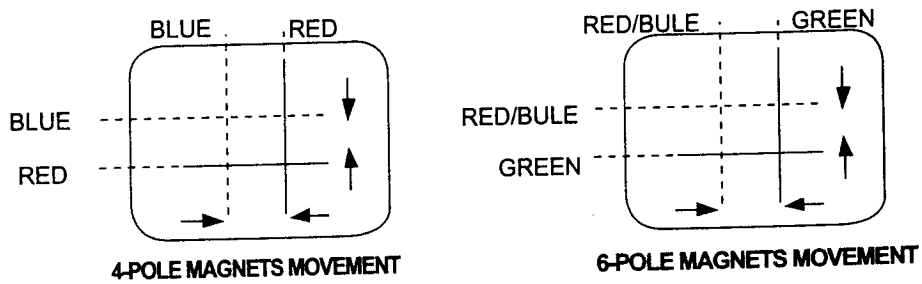 BLUE RED
BLUE
RED
4-POLE MAGNETS MOVEMENT
RED/BULE GREEN
RED/BULE
GREEN
6-POLE MAGNETS MOVEMENT